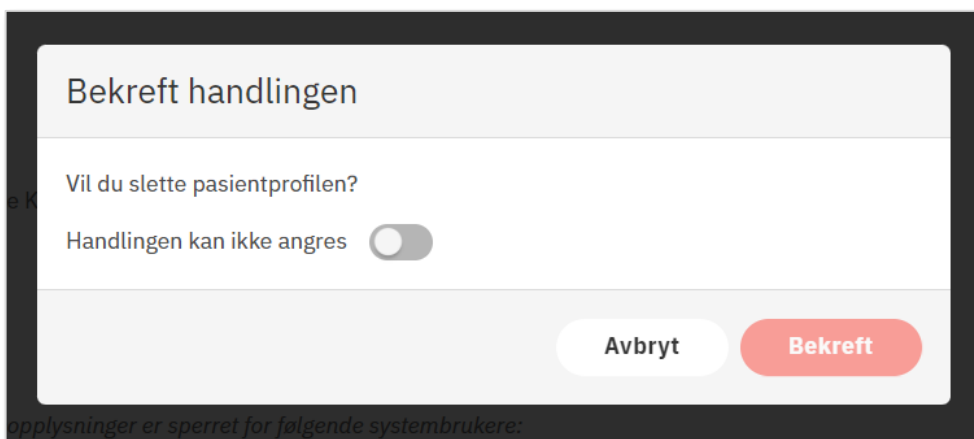 Bekreft handlingen
Vil du slette pasientprofilen?
e K
Handlingen kan ikke angres
Avbryt Bekreft
opplysninger er sperret for følgende systembrukere: